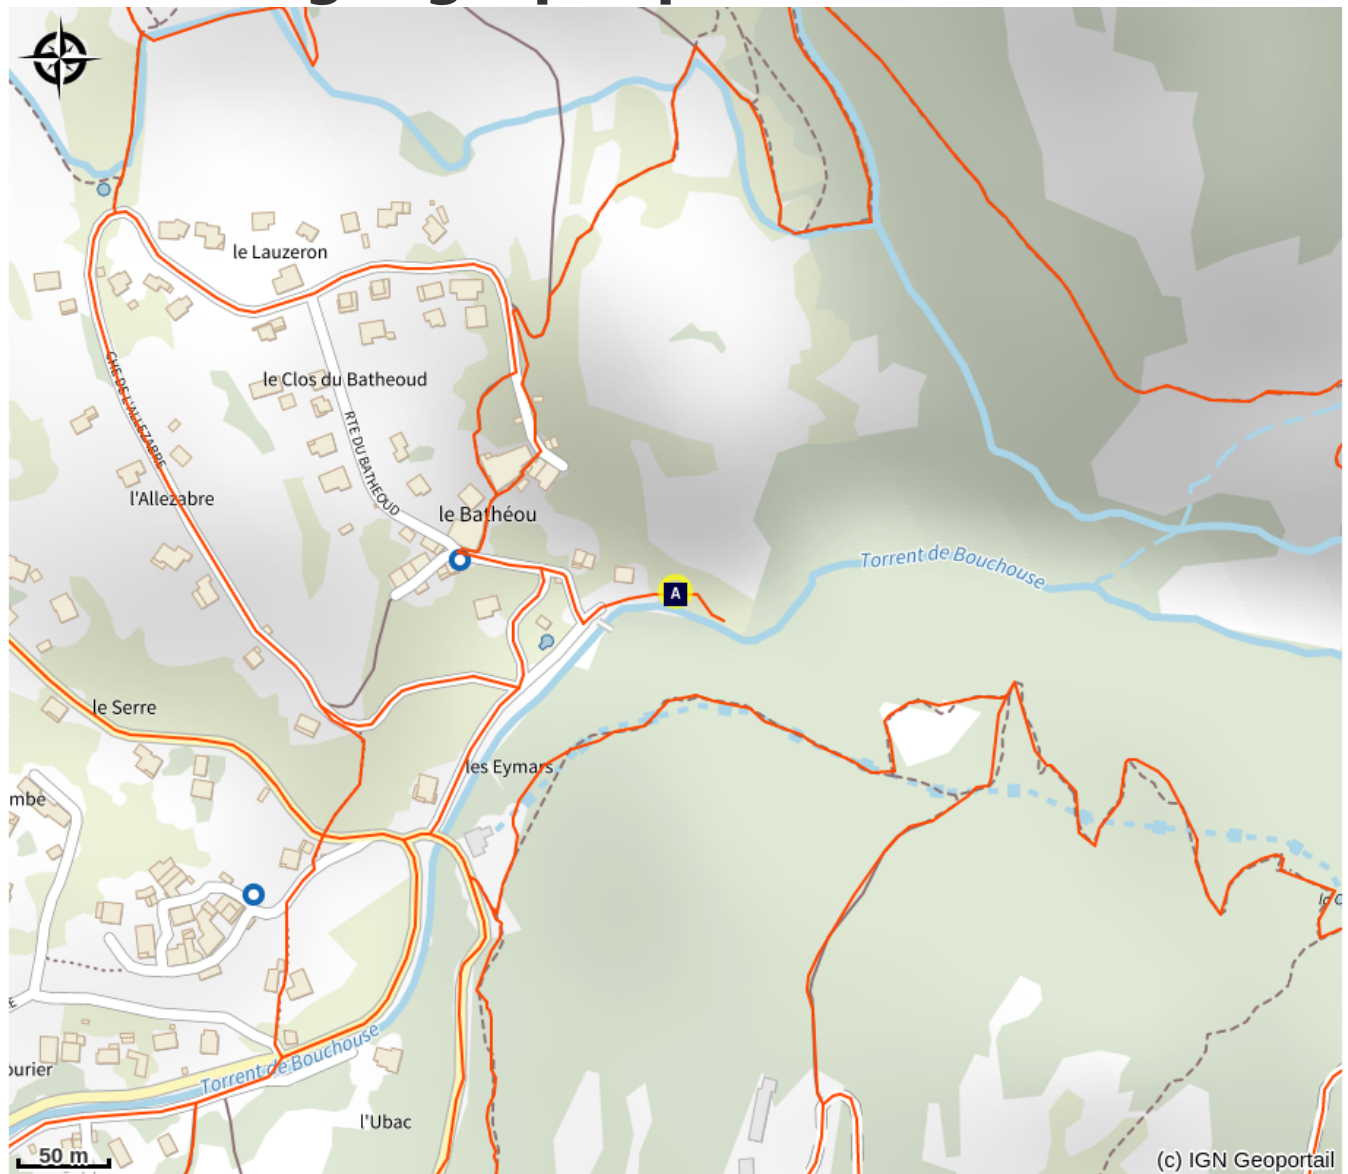 le Lauzeron
CHE DE L'ALLEZABRE
le Clos du Batheoud
RTE DU BATHEOUD
l'Allezabre
le Bathéou
Torrent de Bouchouse
A
le Serre
les Eymars
mbe
Torrent de Bouchouse
ourier
l'Ubac
50 m
(c) IGN Geoportail